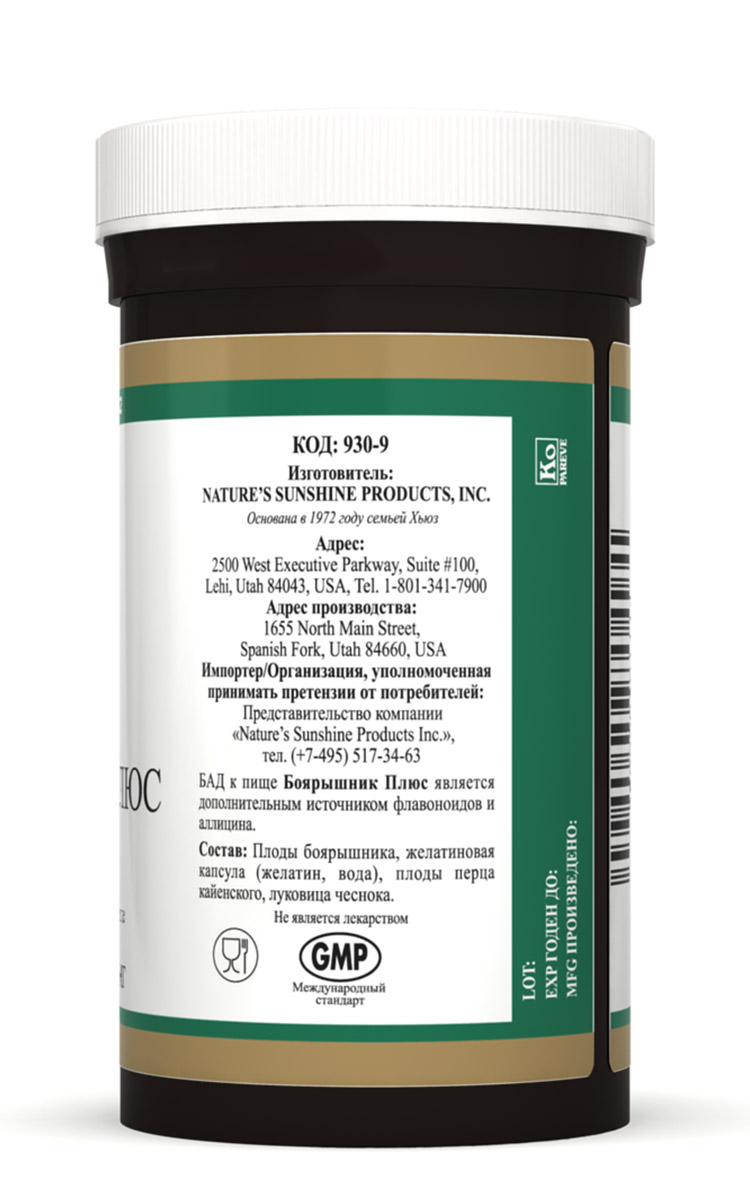 КОД: 930-9
Изготовитель:
NATURE'S SUNSHINE PRODUCTS, INC.
Основана в 1972 году семьей Хьюз
Адрес:
2500 West Executive Parkway, Suite #100,
Lehi, Utah 84043, USA, Tel. 1-801-341-7900
Адрес производства:
1655 North Main Street,
Spanish Fork, Utah 84660, USA
Импортер/Организация, уполномоченная
принимать претензии от потребителей:
Представительство компании
«Nature's Sunshine Products Inc.»,
тел. (+7-495) 517-34-63
БАД к пище Боярышник Плюс является
дополнительным источником флавоноидов и
аллицина.
Состав: Плоды боярышника, желатиновая
капсула (желатин, вода), плоды перца
кайенского, луковица чеснока.
Не является лекарством
GMP
Международный
стандарт
КО
PAREVE
LOT:
EXP ГОДЕН ДО:
MFG ПРОИЗВЕДЕНО: